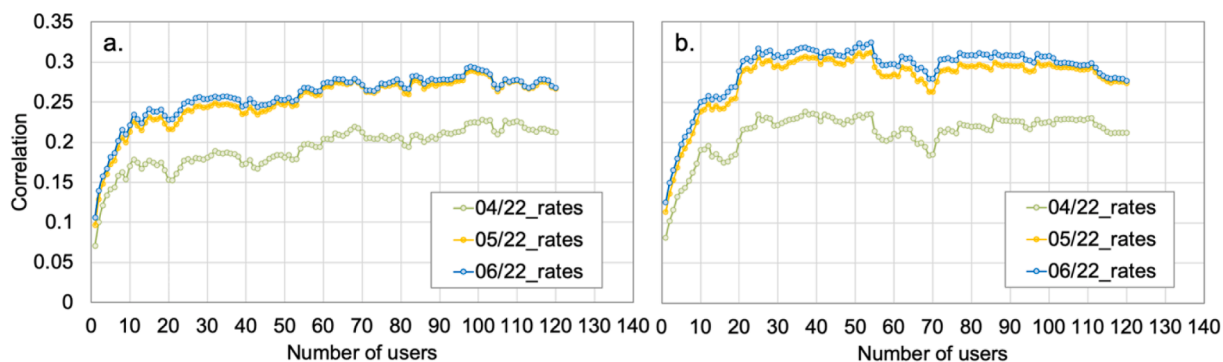 a.
Correlation
0.35
0.3
0.25
0.2
0.15
0.1
0.05
0
04/22_rates
05/22_rates
06/22_rates
0 10 20 30 40 50 60 70 80 90 100 110 120 130 140
Number of users
b.
04/22_rates
05/22_rates
06/22_rates
0 10 20 30 40 50 60 70 80 90 100 110 120 130 140
Number of users